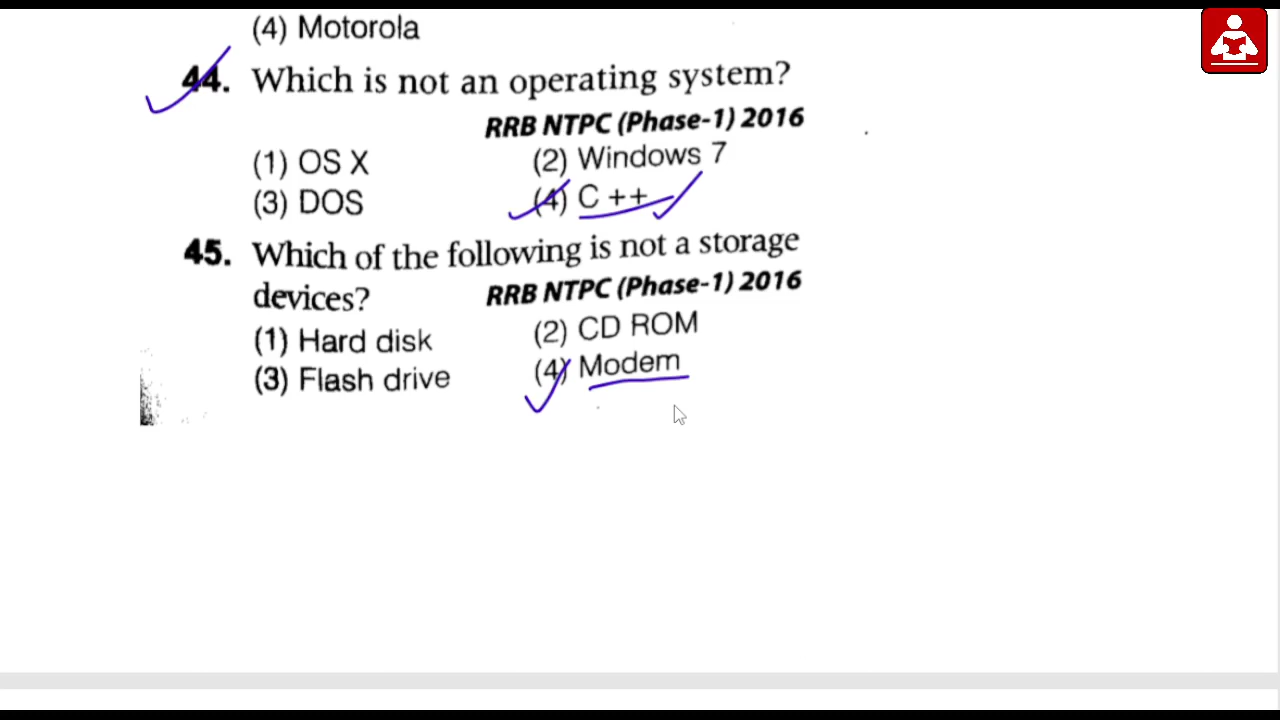 (4) Motorola
44. Which is not an operating system?
RRB NTPC (Phase-1) 2016
(1) OS X (2) Windows 7
(3) DOS (4) C ++
45. Which of the following is not a storage
devices? RRB NTPC (Phase-1) 2016
(1) Hard disk (2) CD ROM
(3) Flash drive (4) Modem